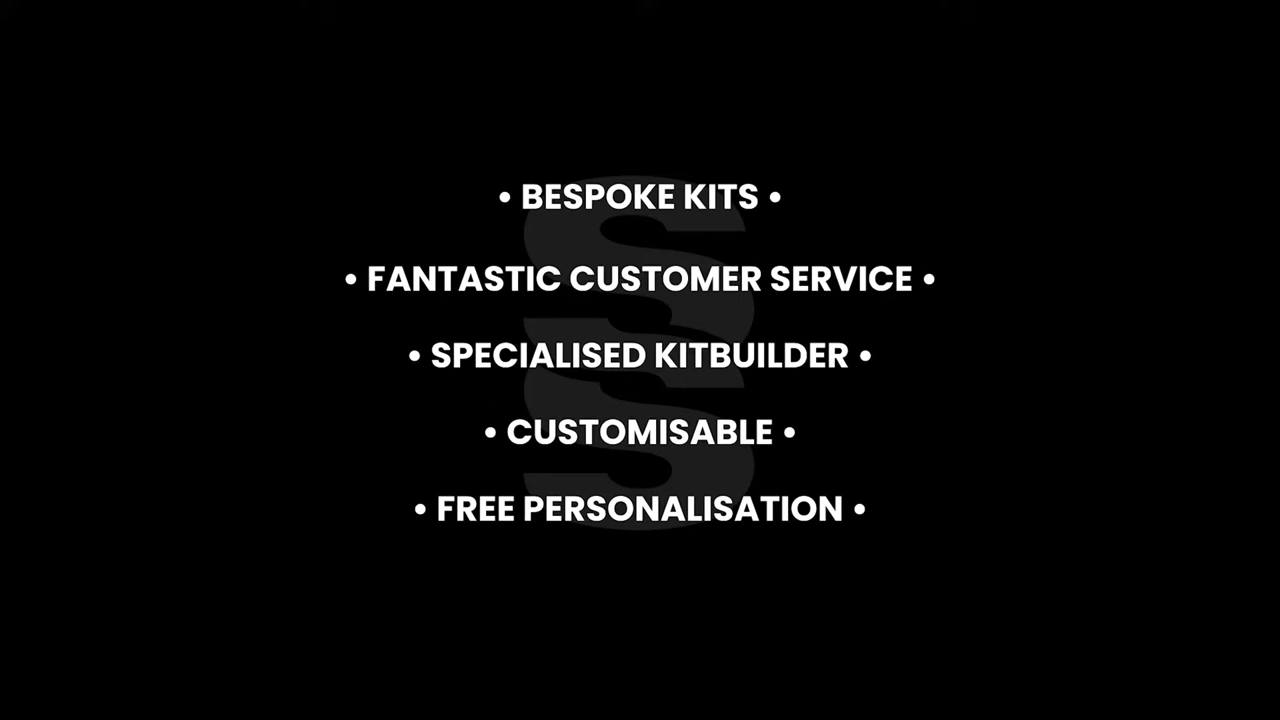 • BESPOKE KITS •
• FANTASTIC CUSTOMER SERVICE •
• SPECIALISED KITBUILDER •
• CUSTOMISABLE •
• FREE PERSONALISATION •